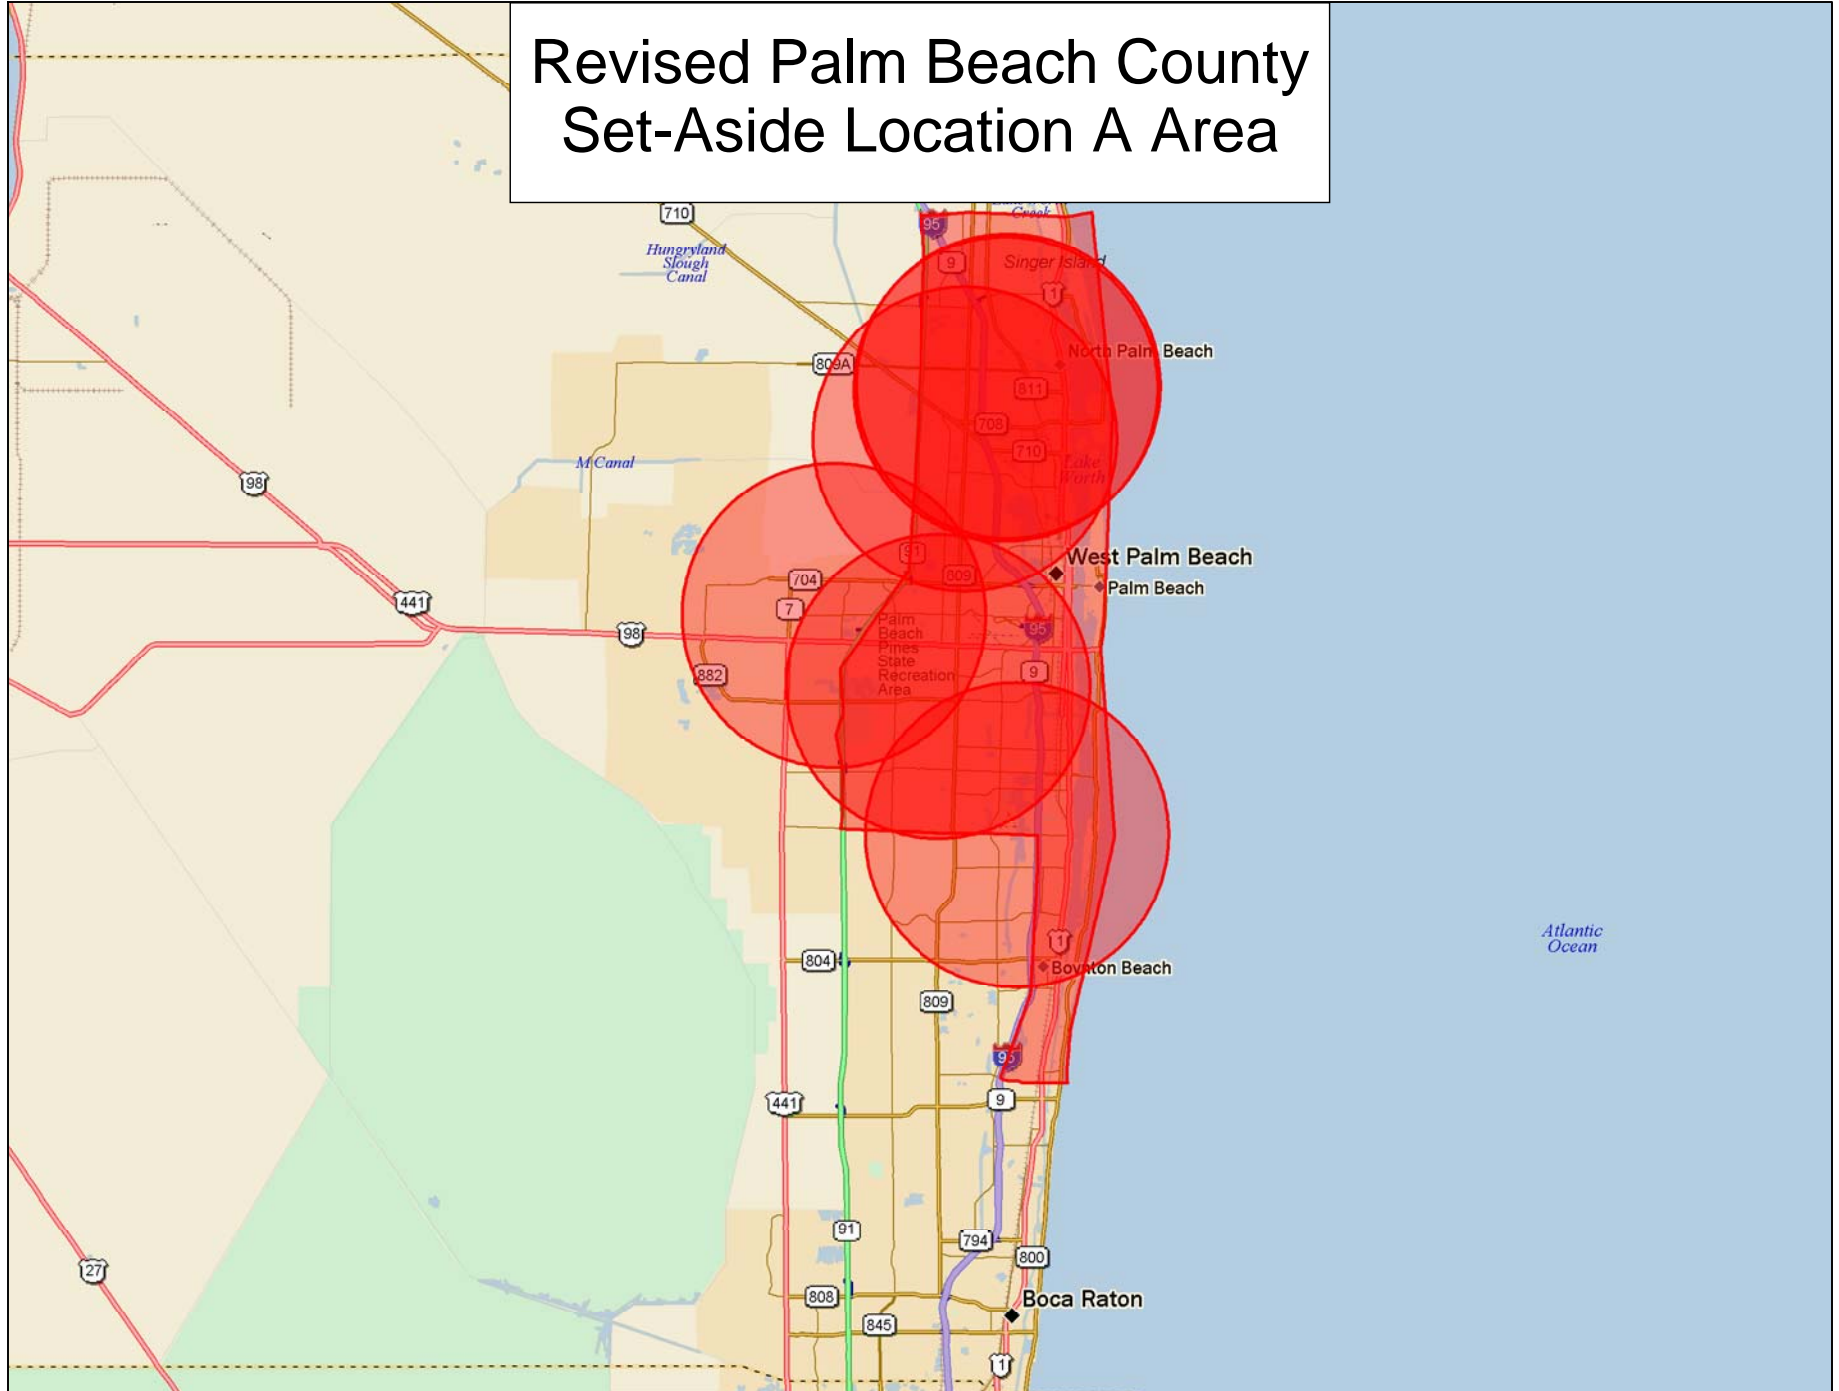 Revised Palm Beach County
Set-Aside Location A Area
Creek
710
95
Hungryland
Slough
Canal
9
Singer Island
1
North Palm Beach
809A
811
708
710
M Canal
Lake
Worth
98
91
West Palm Beach
704
809
Palm Beach
441
7
98
Palm
Beach
Pines
State
Recreation
Area
95
882
9
Atlantic
Ocean
1
804
Boynton Beach
809
95
441
9
91
794
800
27
808
Boca Raton
845
1